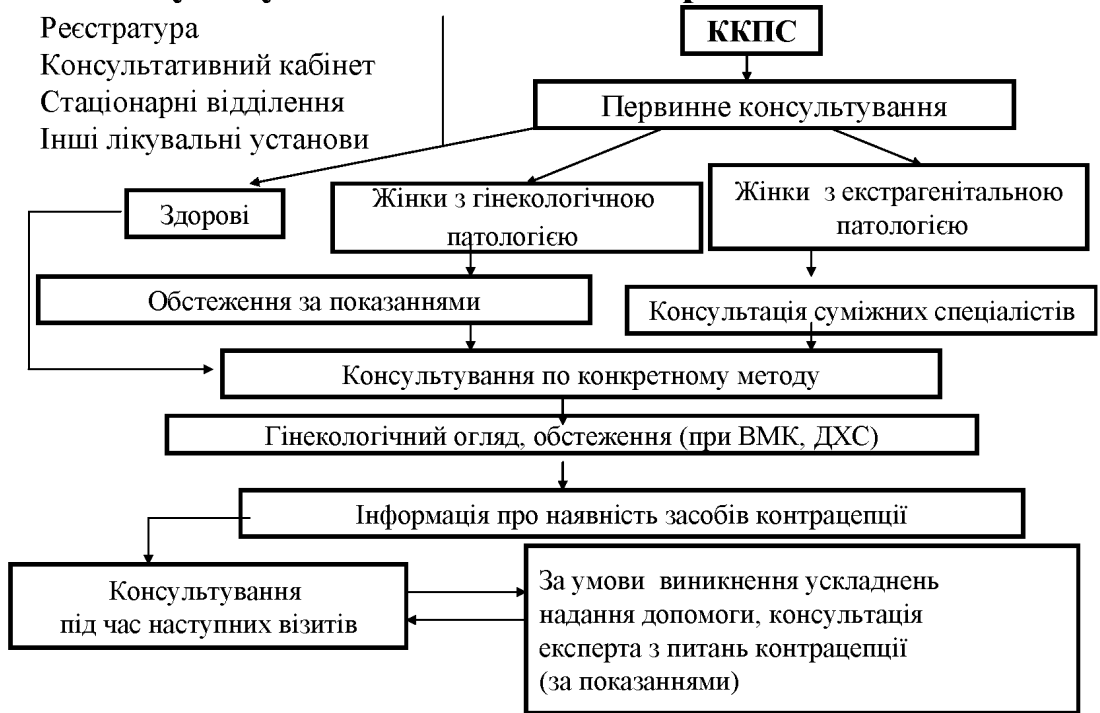 Реєстратура
Консультативний кабінет
Стаціонарні відділення
Інші лікувальні установи
ККПС
Первинне консультування
Здорові
Жінки з гінекологічною
патологією
Жінки з екстрагенітальною
патологією
Обстеження за показаннями
Консультація суміжних спеціалістів
Консультування по конкретному методу
Гінекологічний огляд, обстеження (при ВМК, ДХС)
Інформація про наявність засобів контрацепції
Консультування
під час наступних візитів
За умови виникнення ускладнень
надання допомоги, консультація
експерта з питань контрацепції
(за показаннями)